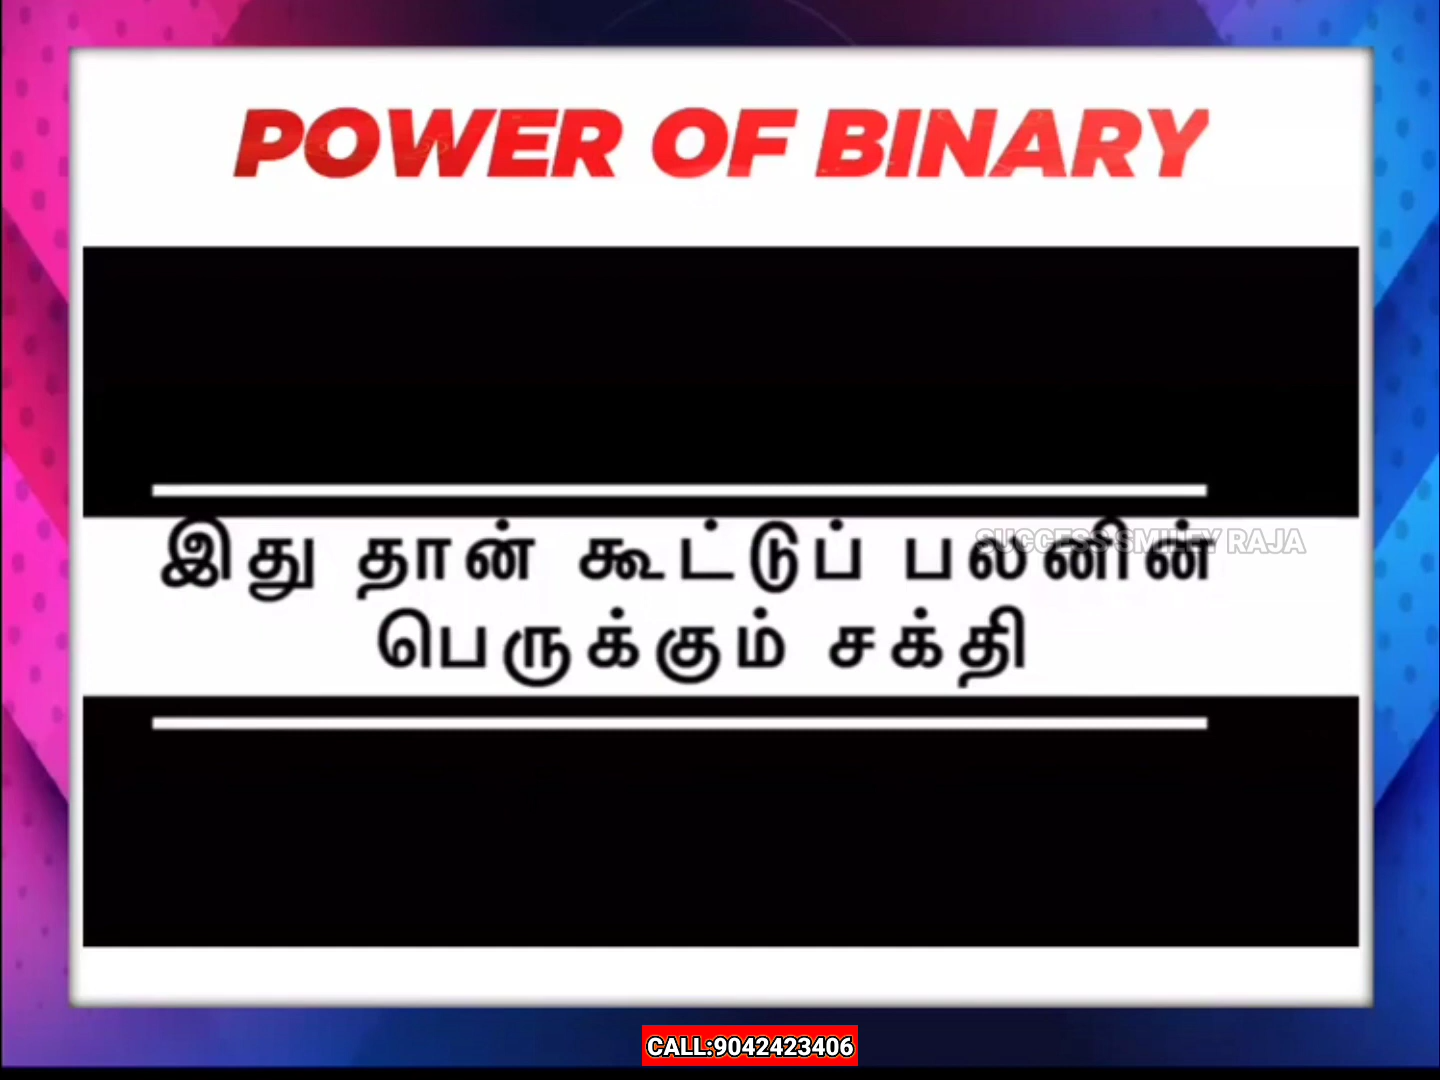 POWER OF BINARY
இது தான் கூட்டுப் பலனின்
SUCCESS SMILEY RAJA
பெருக்கும் சக்தி
CALL:9042423406